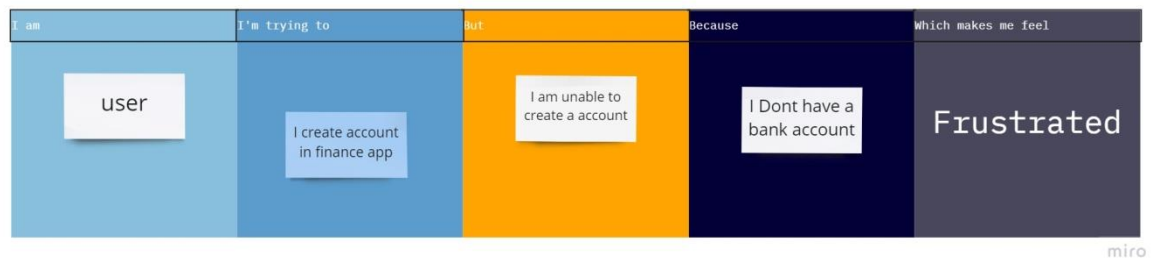 I am
I'm trying to
But
Because
Which makes me feel
user
I create account
in finance app
I am unable to
create a account
I Dont have a
bank account
Frustrated
miro